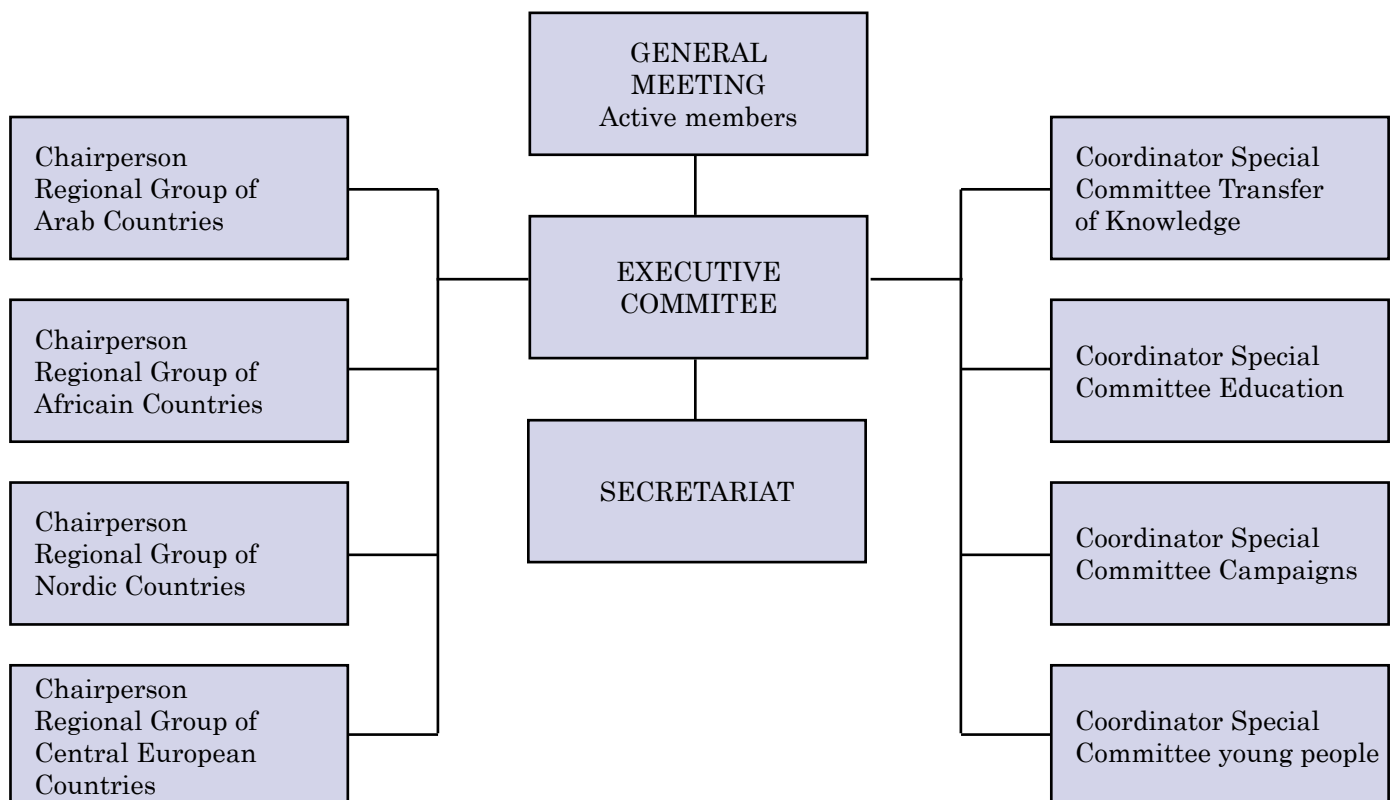 GENERAL
MEETING
Active members
Chairperson
Regional Group of
Arab Countries
Coordinator Special
Committee Transfer
of Knowledge
EXECUTIVE
COMMITEE
Chairperson
Regional Group of
Africain Countries
Coordinator Special
Committee Education
SECRETARIAT
Chairperson
Regional Group of
Nordic Countries
Coordinator Special
Committee Campaigns
Chairperson
Regional Group of
Central European
Countries
Coordinator Special
Committee young people